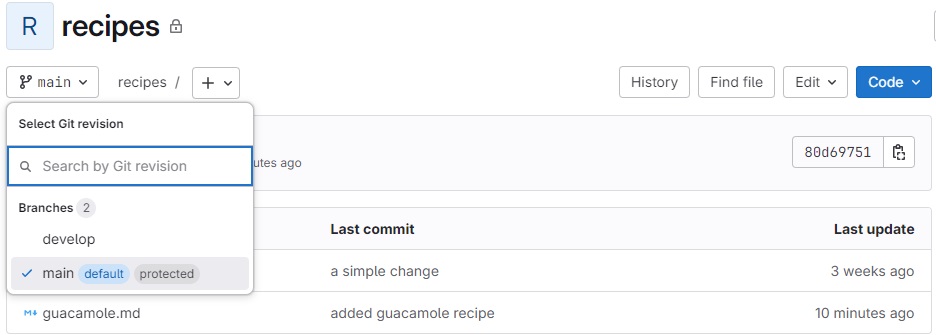 R recipes
main recipes / +
History Find file Edit Code
Select Git revision
Search by Git revision
utes ago
80d69751
Branches 2
Last commit Last update
develop
main default protected
a simple change 3 weeks ago
guacamole.md added guacamole recipe 10 minutes ago